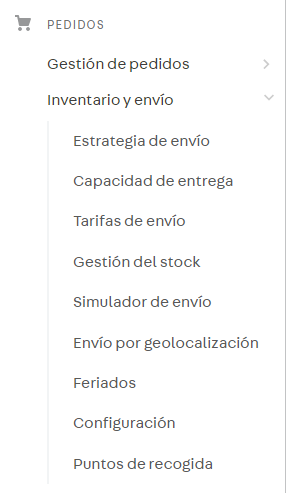 PEDIDOS
Gestión de pedidos
Inventario y envío
Estrategia de envío
Capacidad de entrega
Tarifas de envío
Gestión del stock
Simulador de envío
Envío por geolocalización
Feriados
Configuración
Puntos de recogida